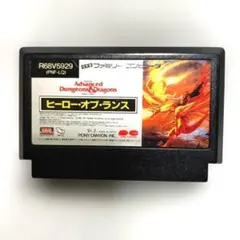 R68V5929
(PNF-LQ)
ファミリーコンピュータ
Advanced
Dungeons & Dragons
ヒーロー・オブ・ランス
PONY CANYON INC.